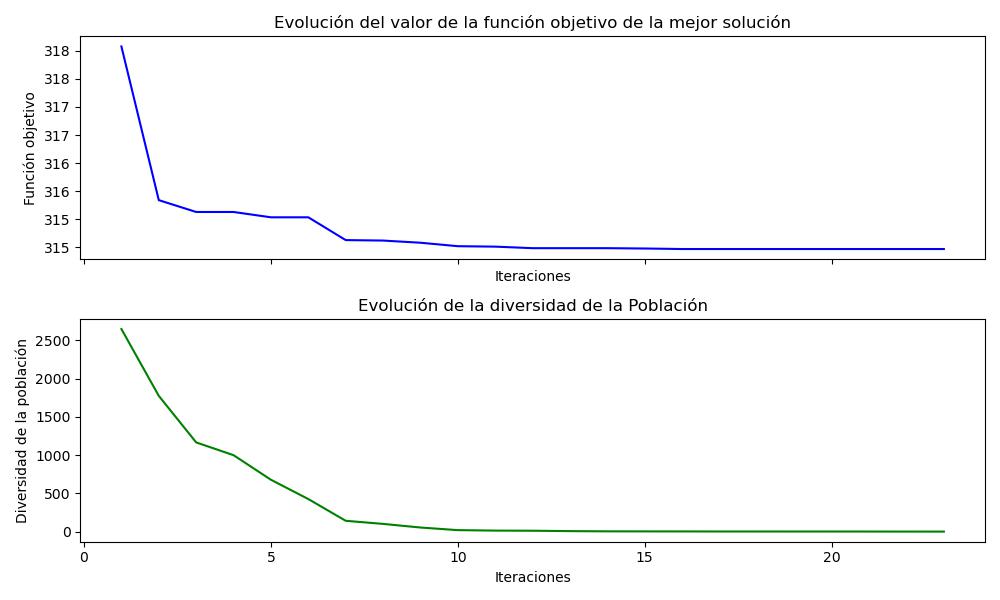 Evolución del valor de la función objetivo de la mejor solución
Función objetivo
318
318
317
317
316
316
315
315
Iteraciones
Evolución de la diversidad de la Población
Diversidad de la población
2500
2000
1500
1000
500
0
0 5 10 15 20
Iteraciones